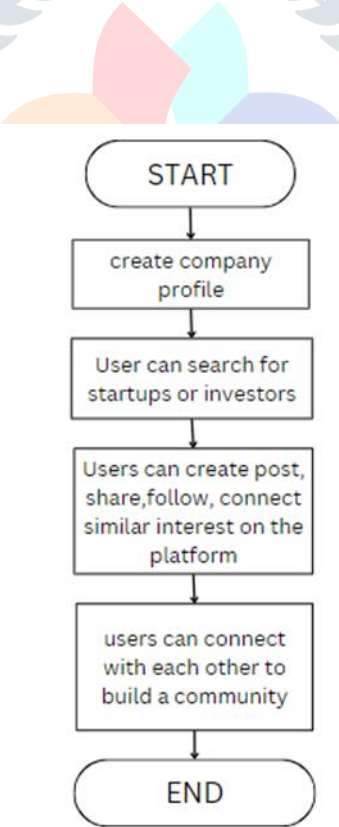 START
create company
profile
User can search for
startups or investors
Users can create post,
share,follow, connect
similar interest on the
platform
users can connect
with each other to
build a community
END